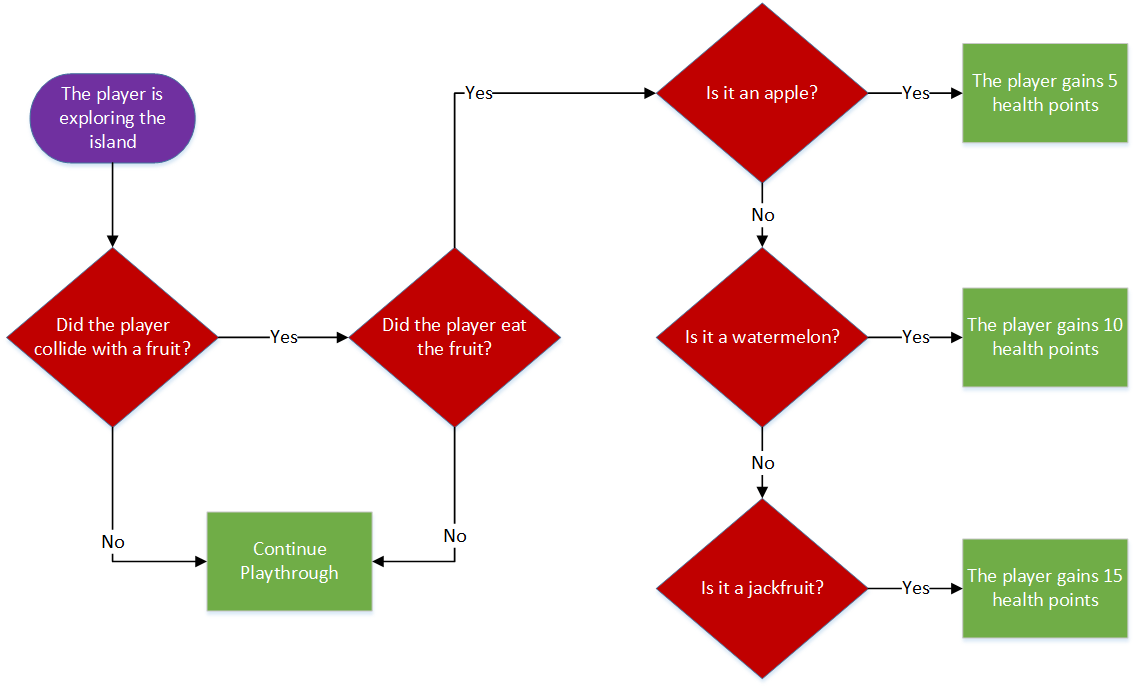 The player is
exploring the
island
Did the player
collide with a fruit?
Yes
No
Did the player eat
the fruit?
Yes
No
Continue
Playthrough
Is it an apple?
Yes
The player gains 5
health points
No
Is it a watermelon?
Yes
The player gains 10
health points
No
Is it a jackfruit?
Yes
The player gains 15
health points